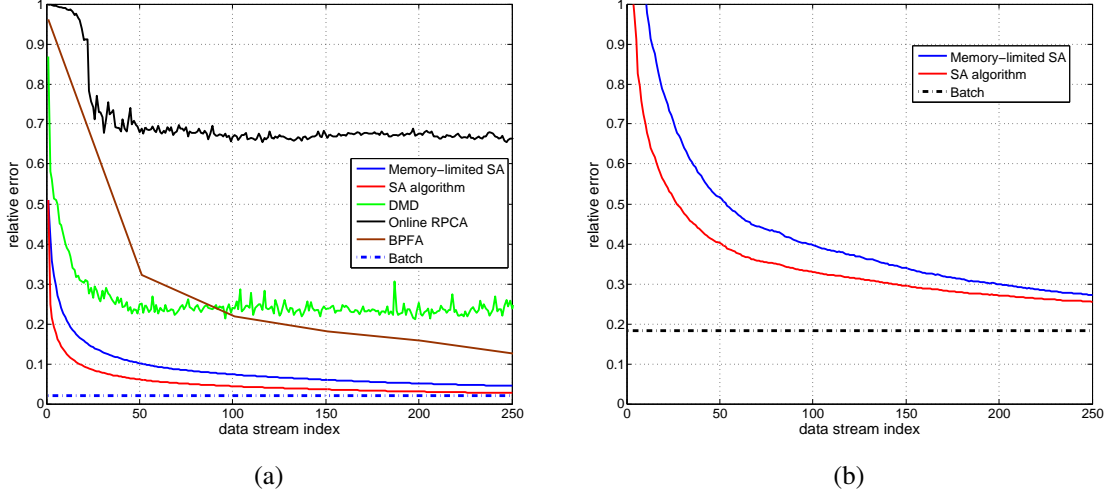 1
0.9
0.8
0.7
0.6
0.5
0.4
0.3
0.2
0.1
0
relative error
0
50
100
150
200
250
data stream index
Memory−limited SA
SA algorithm
DMD
Online RPCA
BPFA
Batch
(a)
1
0.9
0.8
0.7
0.6
0.5
0.4
0.3
0.2
0.1
0
relative error
0
50
100
150
200
250
data stream index
Memory−limited SA
SA algorithm
Batch
(b)